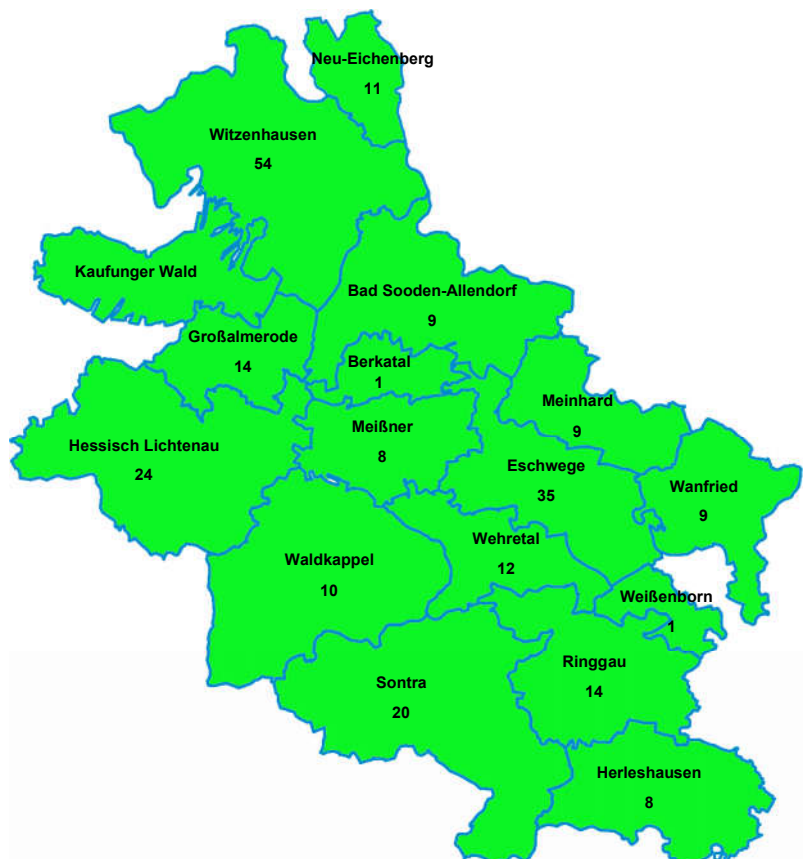 Neu-Eichenberg
11
Witzenhausen
54
Kaufunger Wald
Bad Sooden-Allendorf
9
Großalmerode
14
Berkatal
1
Meinhard
9
Meißner
8
Hessisch Lichtenau
24
Eschwege
35
Wanfried
9
Wehretal
12
Waldkappel
10
Weißenborn
1
Ringgau
14
Sontra
20
Herleshausen
8